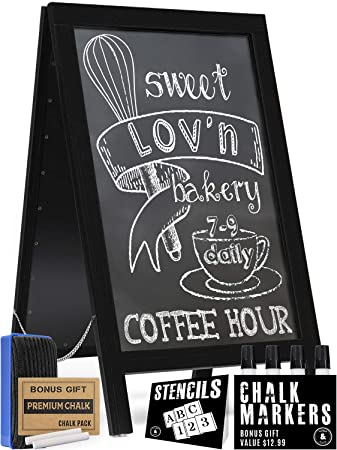 sweet
LOV'n
bakery
7-9
daily
COFFEE HOUR
BONUS GIFT
PREMIUM CHALK
CHALK PACK
STENCILS
ABC
123
CHALK
MARKERS
BONUS GIFT
VALUE $12.99